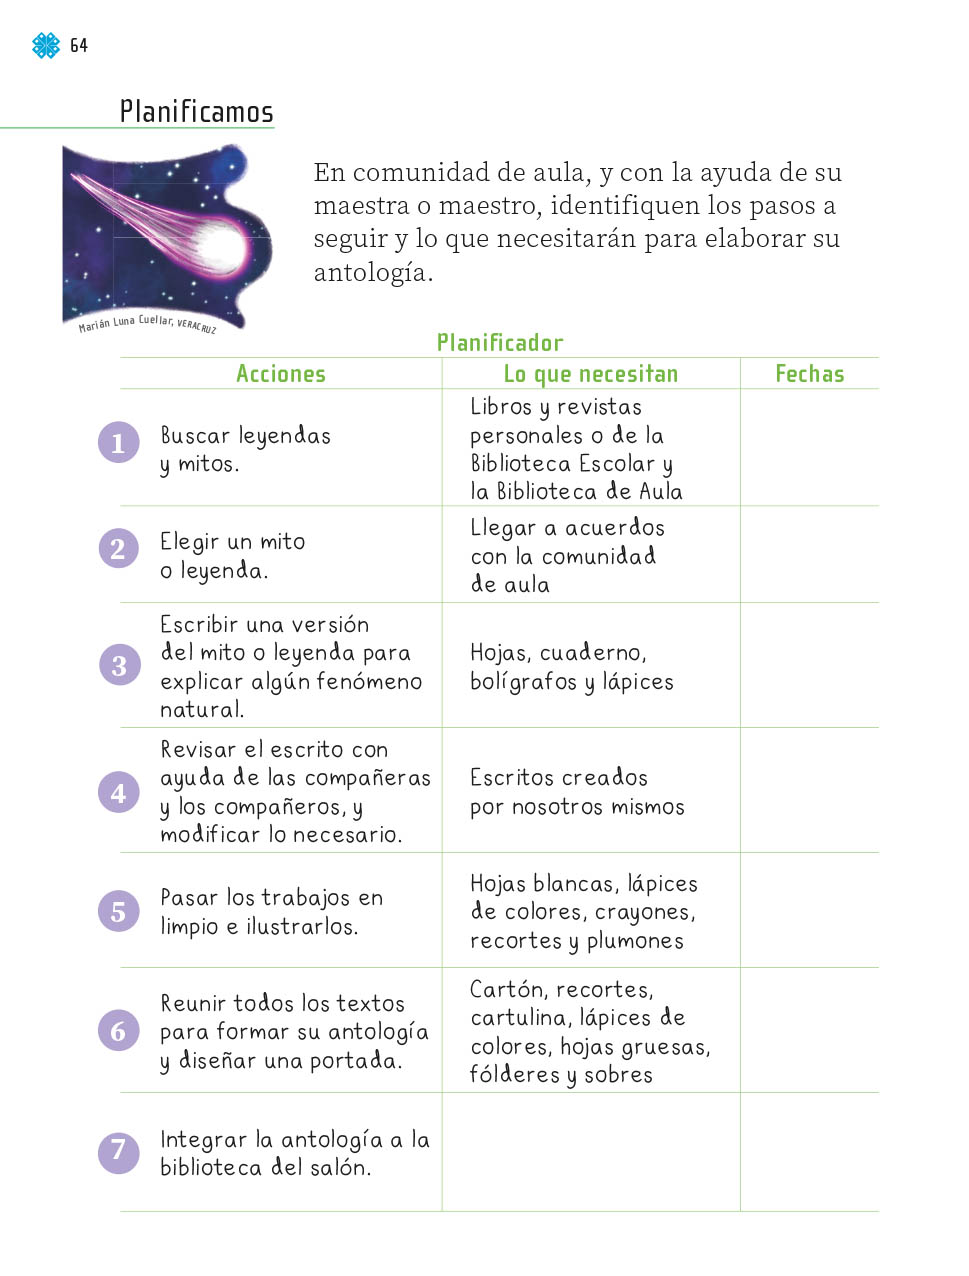 64
Planificamos
En comunidad de aula, y con la ayuda de su
maestra o maestro, identifiquen los pasos a
seguir y lo que necesitarán para elaborar su
antología.
Marián Luna Cuellar, VERACRUZ
Planificador
Acciones
Lo que necesitan
Fechas
1
Buscar leyendas
y mitos.
Libros y revistas
personales o de la
Biblioteca Escolar y
la Biblioteca de Aula
2
Elegir un mito
o leyenda.
Llegar a acuerdos
con la comunidad
de aula
3
Escribir una versión
del mito o leyenda para
explicar algún fenómeno
natural.
Hojas, cuaderno,
bolígrafos y lápices
4
Revisar el escrito con
ayuda de las compañeras
y los compañeros, y
modificar lo necesario.
Escritos creados
por nosotros mismos
5
Pasar los trabajos en
limpio e ilustrarlos.
Hojas blancas, lápices
de colores, crayones,
recortes y plumones
6
Reunir todos los textos
para formar su antología
y diseñar una portada.
Cartón, recortes,
cartulina, lápices de
colores, hojas gruesas,
fólderes y sobres
7
Integrar la antología a la
biblioteca del salón.